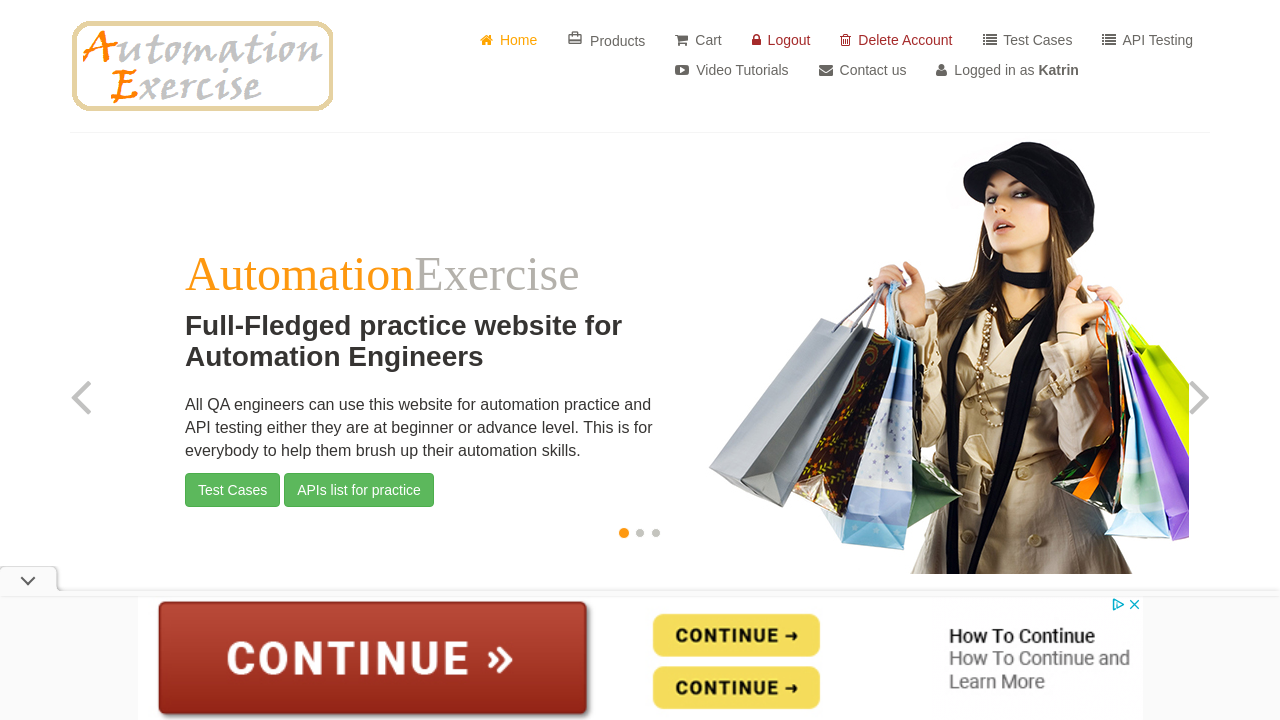 Automation
Exercise
Home
Products
Cart
Logout
Delete Account
Test Cases
API Testing
Video Tutorials
Contact us
Logged in as Katrin
AutomationExercise
Full-Fledged practice website for
Automation Engineers
All QA engineers can use this website for automation practice and
API testing either they are at beginner or advance level. This is for
everybody to help them brush up their automation skills.
Test Cases
APIs list for practice
CONTINUE »
CONTINUE →
CONTINUE →
How To Continue
How To Continue and
Learn More